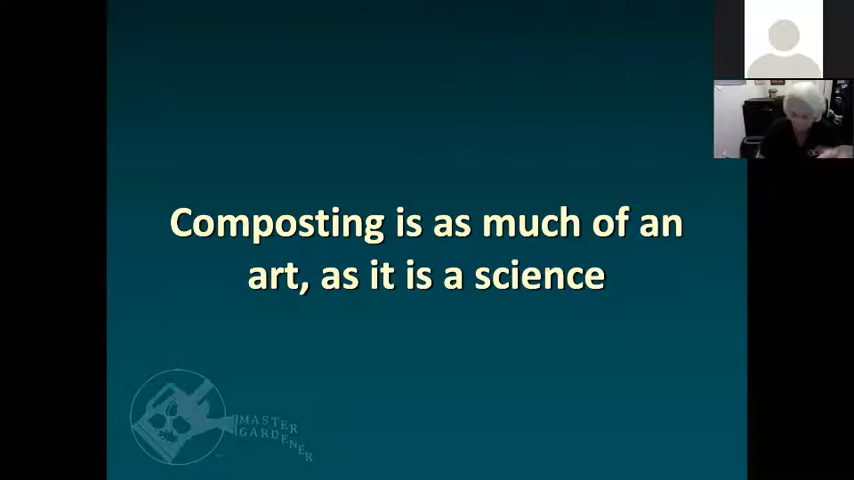 Composting is as much of an
art, as it is a science
MASTER
GARDENER